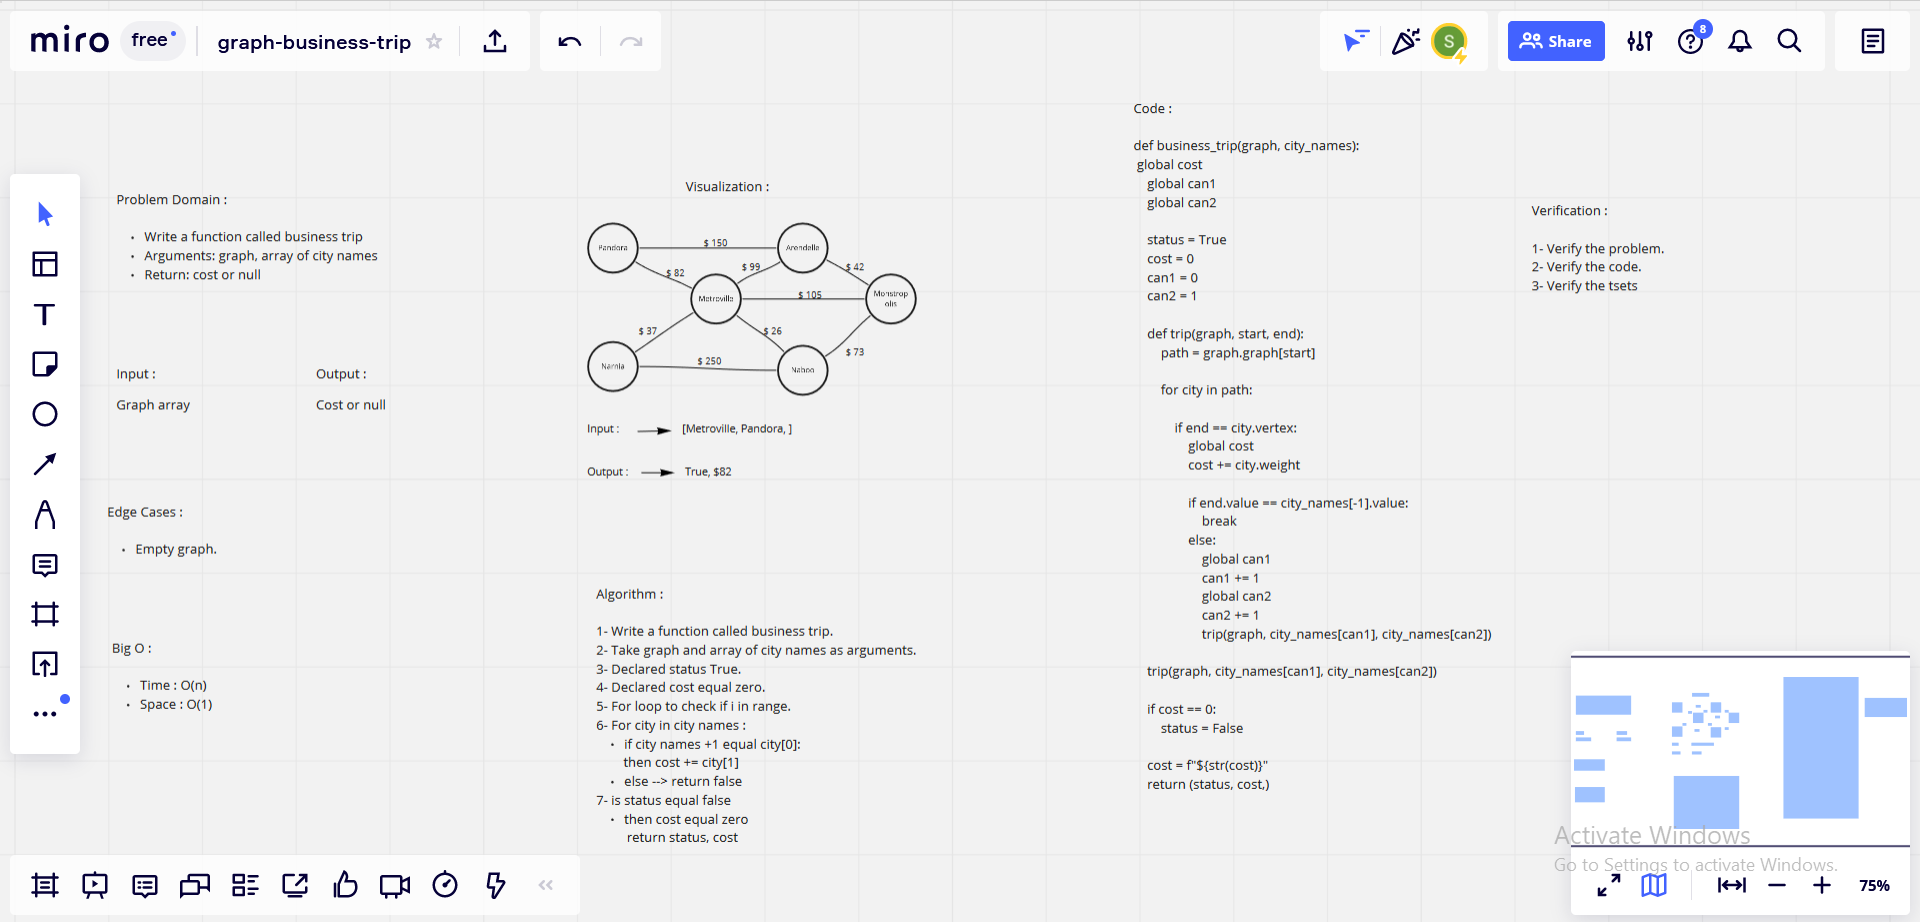 miro
free
graph-business-trip
S
Share
8
Problem Domain :
• Write a function called business trip
• Arguments: graph, array of city names
• Return: cost or null
Input :
Output :
Graph array
Cost or null
Edge Cases :
• Empty graph.
Big O :
• Time : O(n)
• Space : O(1)
Visualization :
Pandora
$ 150
Arendelle
$ 82
$ 99
$ 42
Metroville
$ 105
Monstrop
olis
$ 37
$ 26
$ 73
Narnia
$ 250
Naboo
Input :
[Metroville, Pandora, ]
Output :
True, $82
Algorithm :
1- Write a function called business trip.
2- Take graph and array of city names as arguments.
3- Declared status True.
4- Declared cost equal zero.
5- For loop to check if i in range.
6- For city in city names :
• if city names +1 equal city[0]:
then cost += city[1]
• else --> return false
7- is status equal false
• then cost equal zero
return status, cost
Code :
def business_trip(graph, city_names):
global cost
global can1
global can2
status = True
cost = 0
can1 = 0
can2 = 1
def trip(graph, start, end):
path = graph.graph[start]
for city in path:
if end == city.vertex:
global cost
cost += city.weight
if end.value == city_names[-1].value:
break
else:
global can1
can1 += 1
global can2
can2 += 1
trip(graph, city_names[can1], city_names[can2])
trip(graph, city_names[can1], city_names[can2])
if cost == 0:
status = False
cost = f"${str(cost)}"
return (status, cost,)
Verification :
1- Verify the problem.
2- Verify the code.
3- Verify the tsets
Activate Windows
Go to Settings to activate Windows.
75%